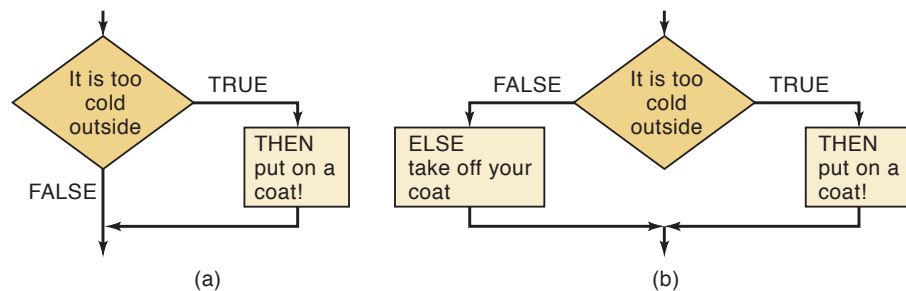 It is too
cold
outside
TRUE
THEN
put on a
coat!
FALSE
(a)
It is too
cold
outside
FALSE
TRUE
ELSE
take off your
coat
THEN
put on a
coat!
(b)